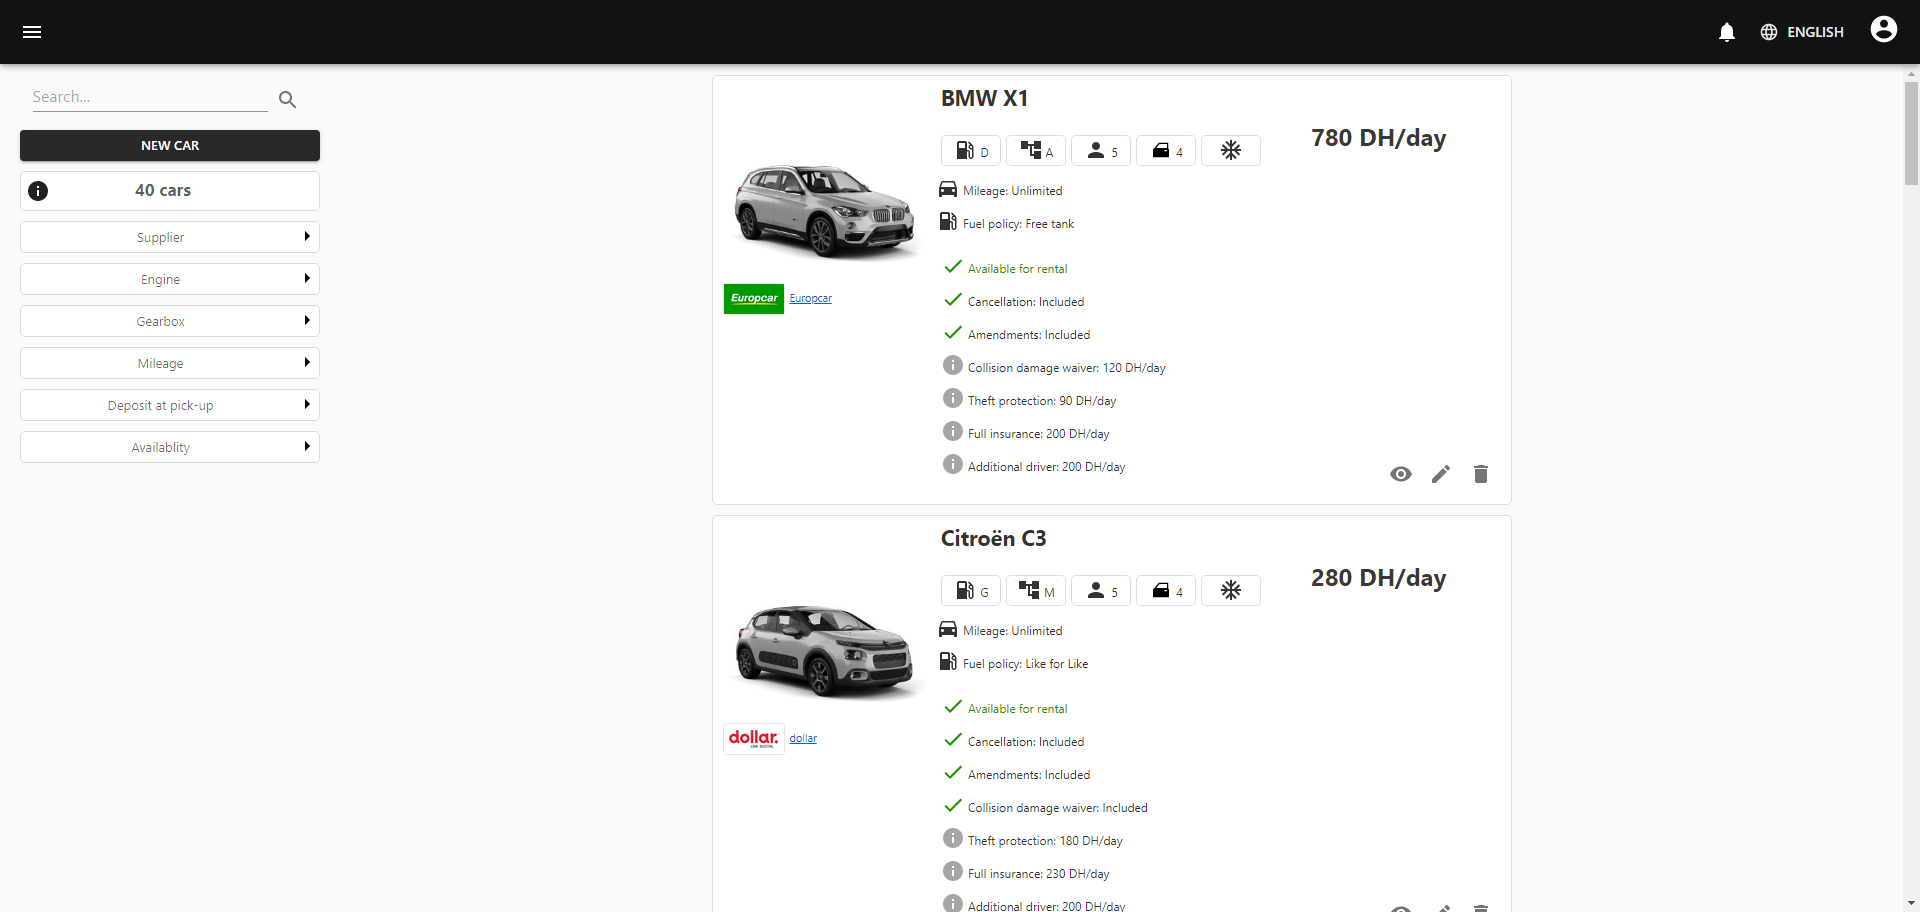 ENGLISH
Search...
NEW CAR
40 cars
Supplier
Engine
Gearbox
Mileage
Deposit at pick-up
Availablity
BMW X1
780 DH/day
D
A
5
4
Mileage: Unlimited
Fuel policy: Free tank
Available for rental
Europcar Europcar
Cancellation: Included
Amendments: Included
Collision damage waiver: 120 DH/day
Theft protection: 90 DH/day
Full insurance: 200 DH/day
Additional driver: 200 DH/day
Citroën C3
280 DH/day
G
M
5
4
Mileage: Unlimited
Fuel policy: Like for Like
Available for rental
dollar. CAR RENTAL dollar
Cancellation: Included
Amendments: Included
Collision damage waiver: Included
Theft protection: 180 DH/day
Full insurance: 230 DH/day
Additional driver: 200 DH/day